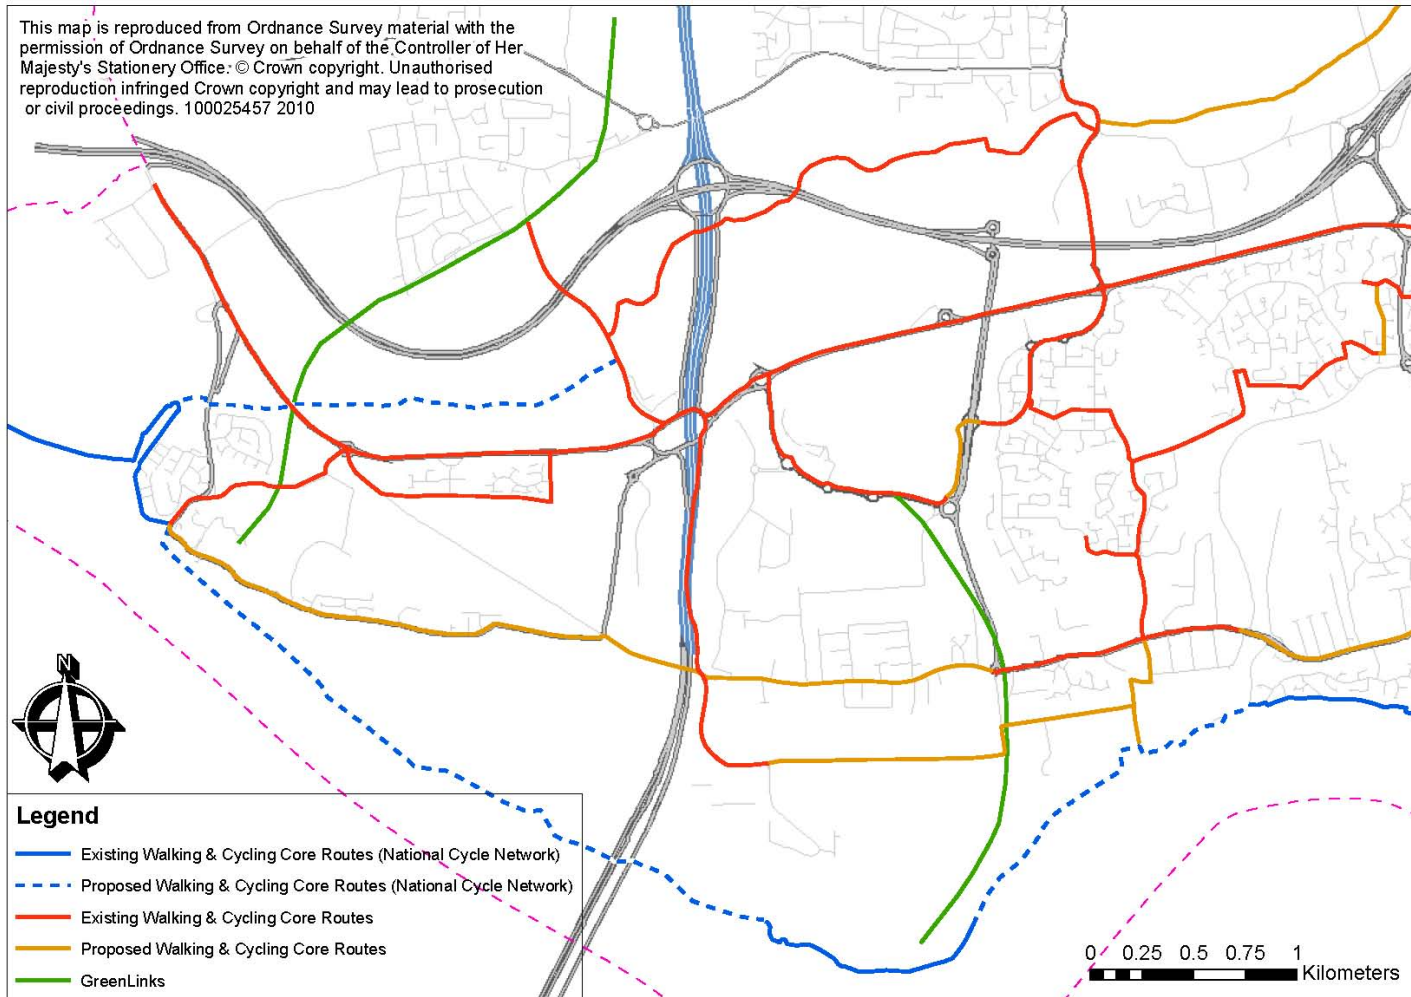 This map is reproduced from Ordnance Survey material with the
permission of Ordnance Survey on behalf of the Controller of Her
Majesty's Stationery Office. © Crown copyright. Unauthorised
reproduction infringed Crown copyright and may lead to prosecution
or civil proceedings. 100025457 2010
N
Legend
Existing Walking & Cycling Core Routes (National Cycle Network)
Proposed Walking & Cycling Core Routes (National Cycle Network)
Existing Walking & Cycling Core Routes
Proposed Walking & Cycling Core Routes
GreenLinks
0 0.25 0.5 0.75 1
Kilometers